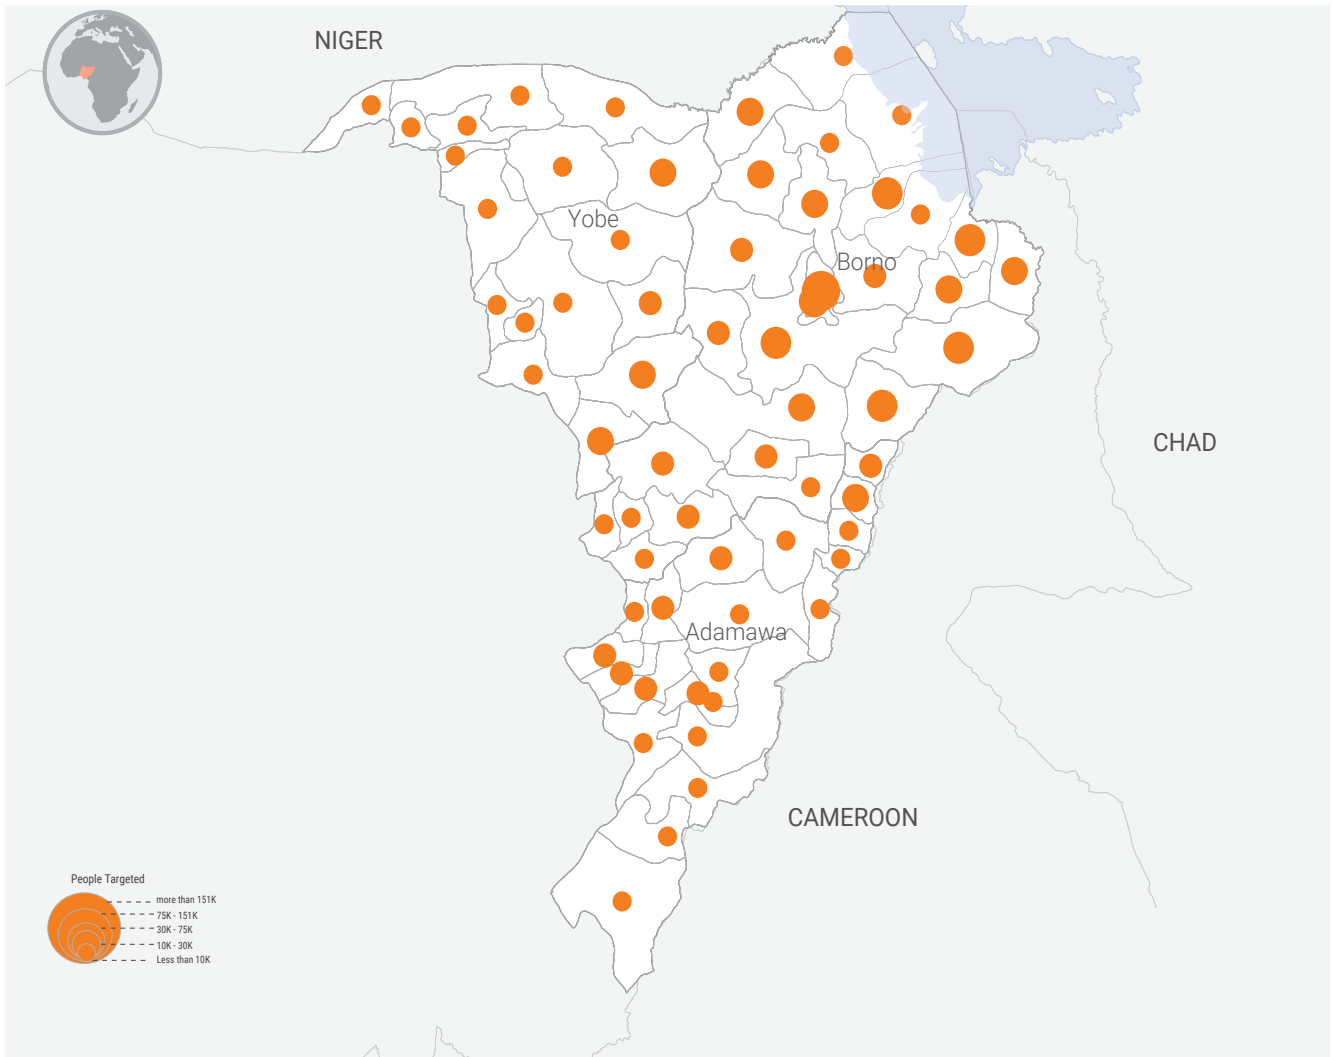 NIGER
Yobe
Borno
CHAD
Adamawa
CAMEROON
People Targeted
more than 151K
75K - 151K
30K - 75K
10K - 30K
Less than 10K